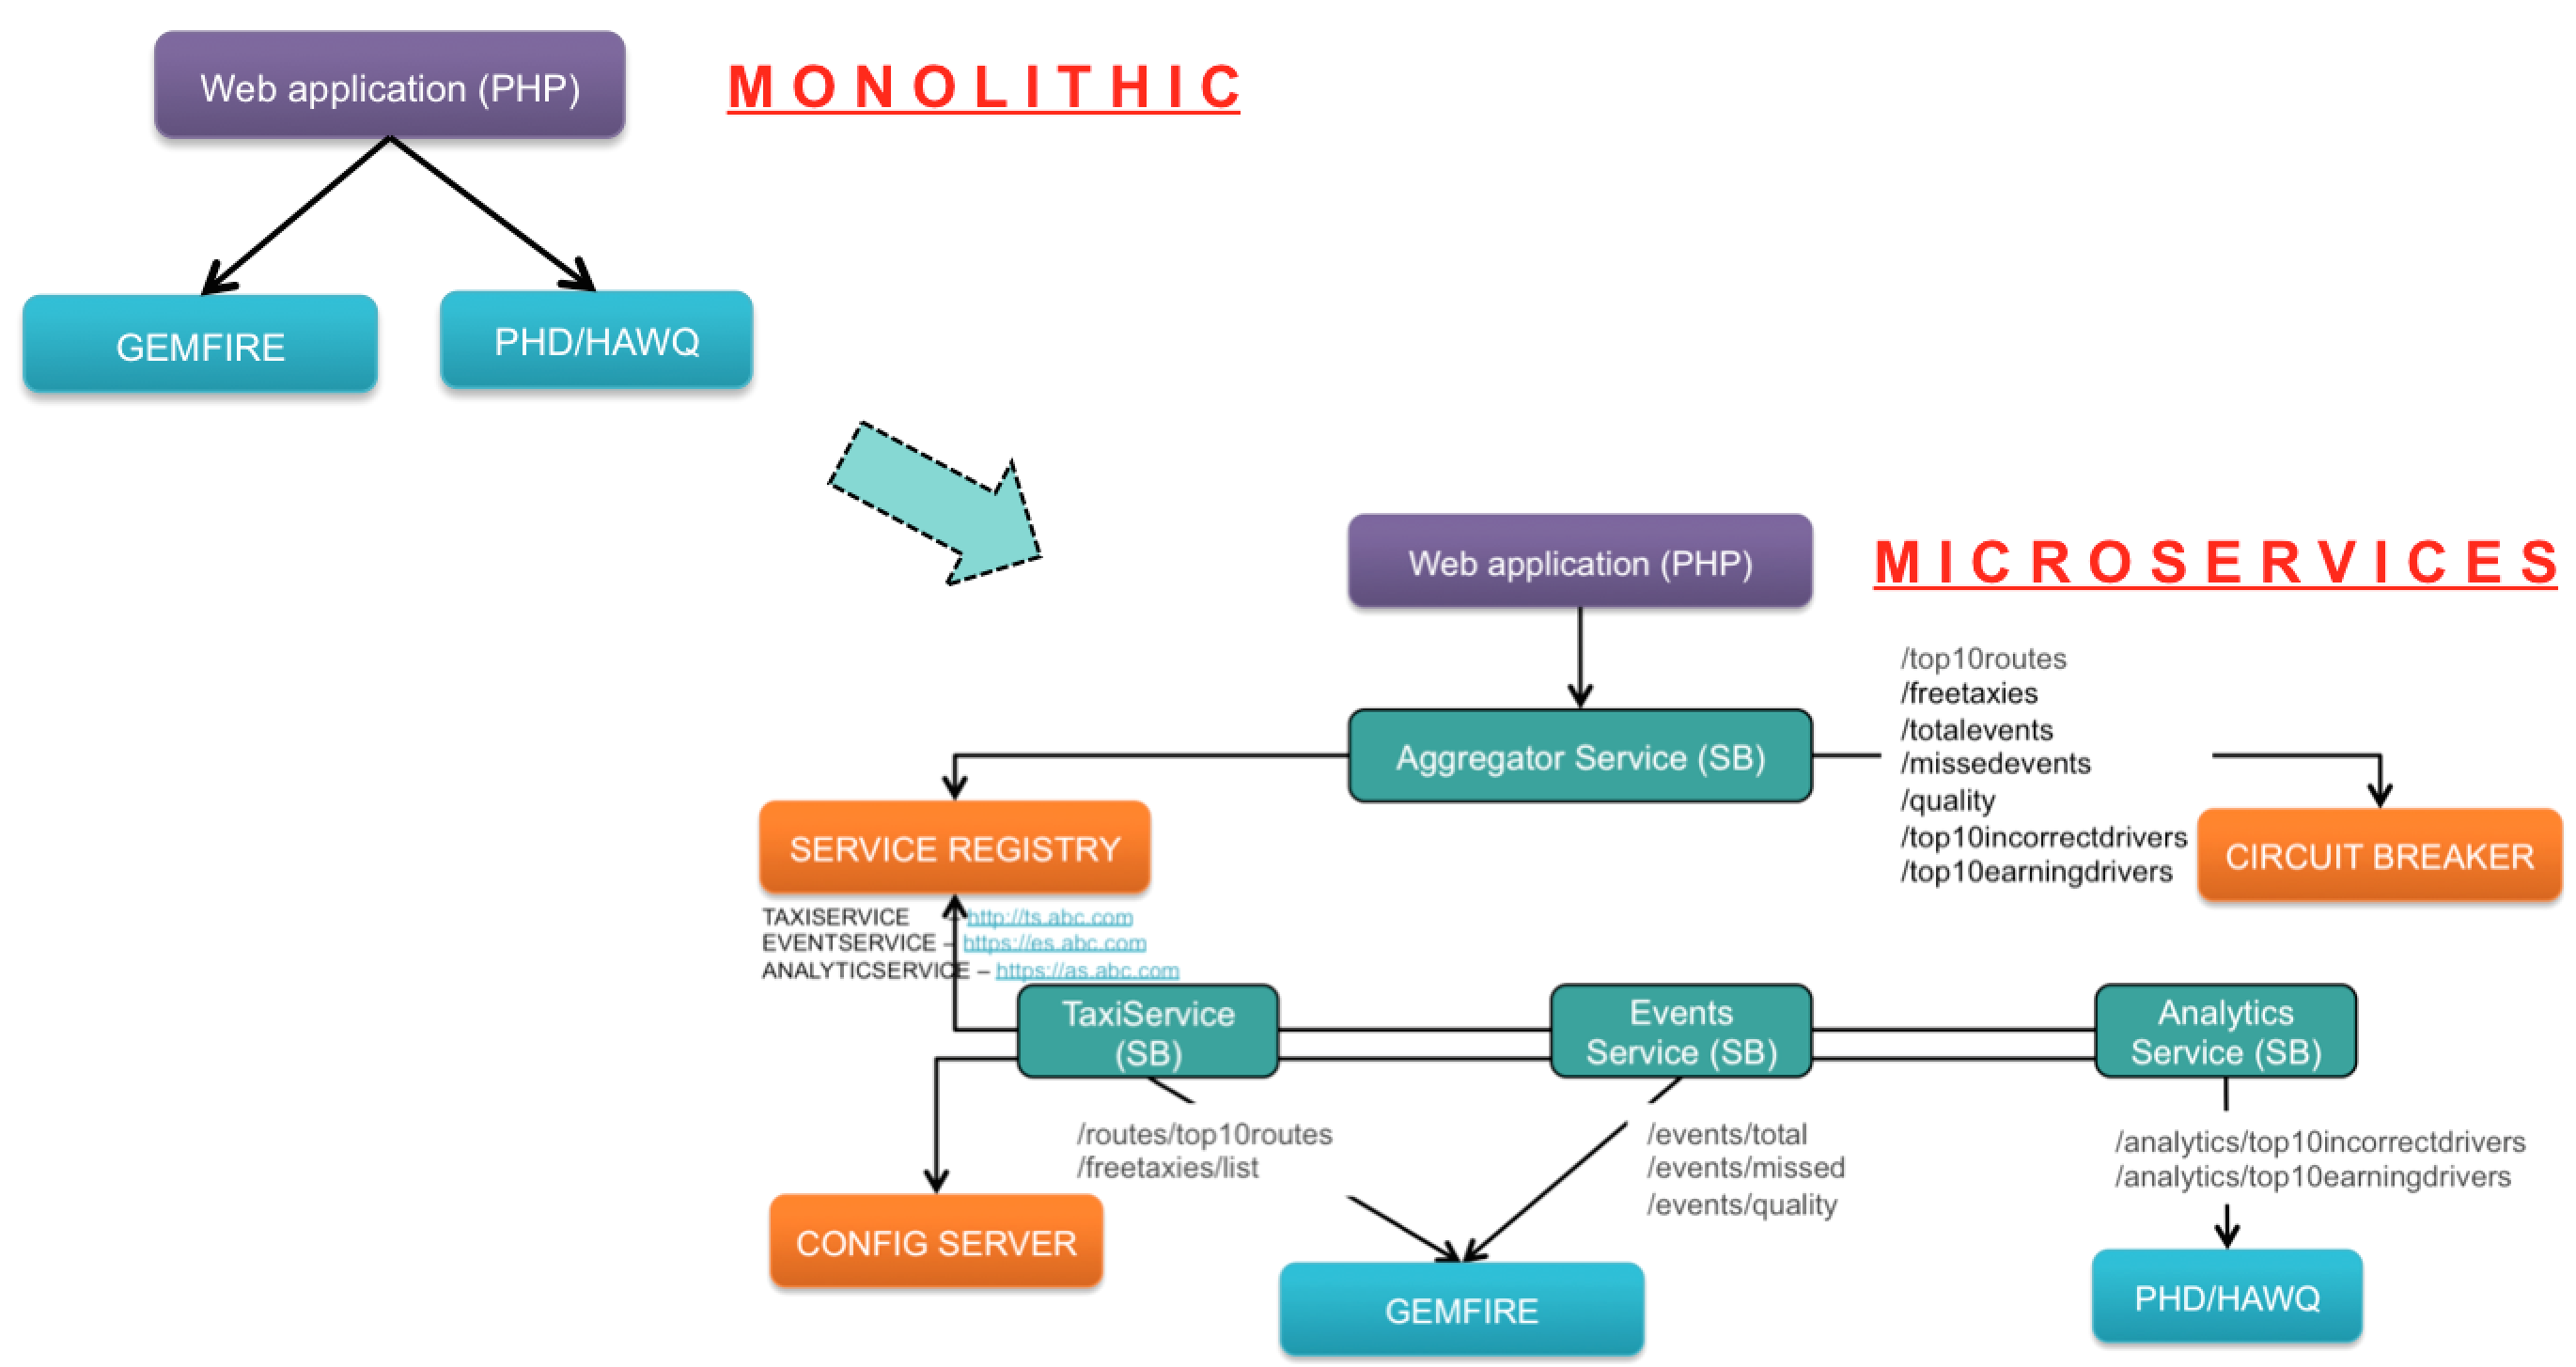 Web application (PHP)
MONOLITHIC
GEMFIRE
PHD/HAWQ
Web application (PHP)
MICROSERVICES
/top10routes
/freetaxies
/totalevents
/missedevents
/quality
/top10incorrectdrivers
/top10earningdrivers
Aggregator Service (SB)
SERVICE REGISTRY
CIRCUIT BREAKER
TAXISERVICE – http://ts.abc.com
EVENTSERVICE – https://es.abc.com
ANALYTICSERVICE – https://as.abc.com
TaxiService
(SB)
Events
Service (SB)
Analytics
Service (SB)
/routes/top10routes
/freetaxies/list
/events/total
/events/missed
/events/quality
/analytics/top10incorrectdrivers
/analytics/top10earningdrivers
CONFIG SERVER
GEMFIRE
PHD/HAWQ